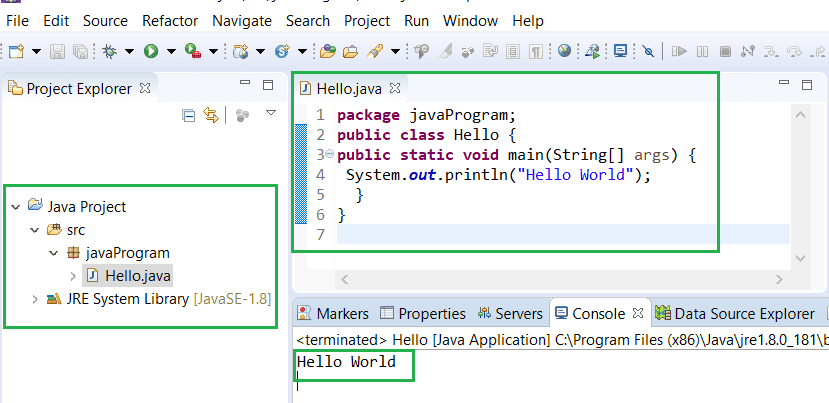 File Edit Source Refactor Navigate Search Project Run Window Help
Project Explorer
Java Project
src
javaProgram
Hello.java
JRE System Library [JavaSE-1.8]
Hello.java
1 package javaProgram;
2 public class Hello {
3 public static void main(String[] args) {
4 System.out.println("Hello World");
5 }
6 }
7
Markers Properties Servers Console Data Source Explorer
<terminated> Hello [Java Application] C:\Program Files (x86)\Java\jre1.8.0_181\b
Hello World